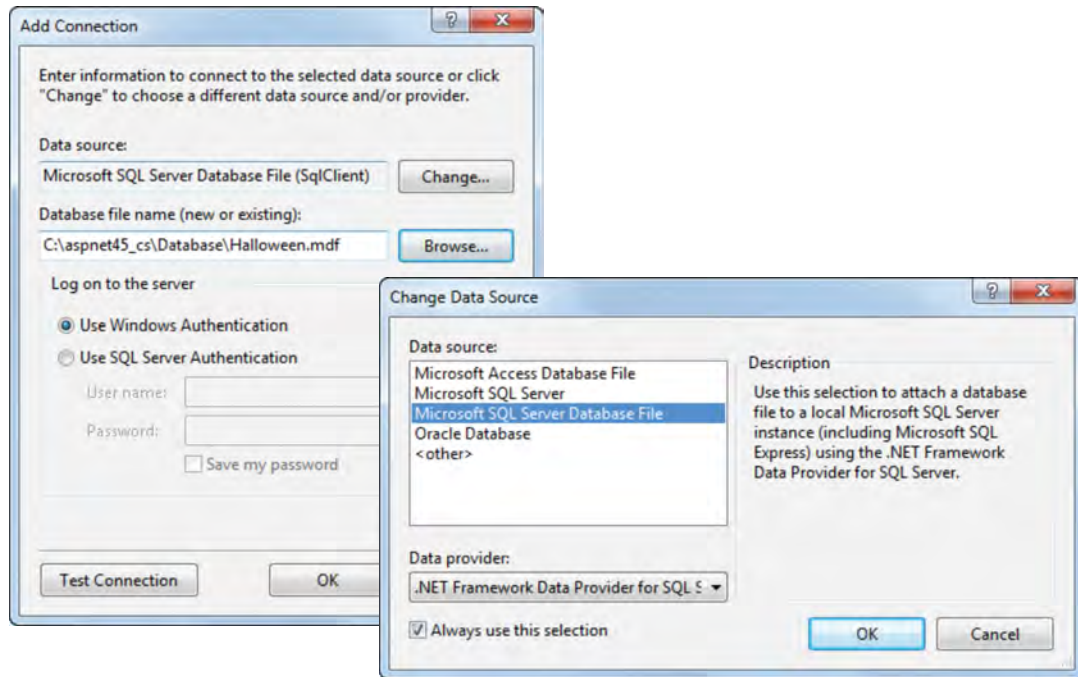 Add Connection
Enter information to connect to the selected data source or click
"Change" to choose a different data source and/or provider.
Data source:
Microsoft SQL Server Database File (SqlClient)
Change...
Database file name (new or existing):
C:\aspnet45_cs\Database\Halloween.mdf
Browse...
Log on to the server
Use Windows Authentication
Use SQL Server Authentication
User name:
Password:
Save my password
Test Connection
OK
Change Data Source
Data source:
Microsoft Access Database File
Microsoft SQL Server
Microsoft SQL Server Database File
Oracle Database
<other>
Description
Use this selection to attach a database
file to a local Microsoft SQL Server
instance (including Microsoft SQL
Express) using the .NET Framework
Data Provider for SQL Server.
Data provider:
.NET Framework Data Provider for SQL S
Always use this selection
OK
Cancel